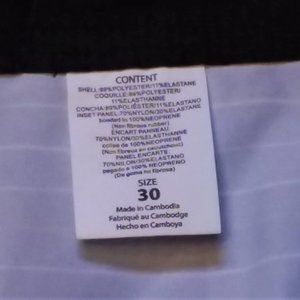 CONTENT
SHELL:89%POLYESTER/11%ELASTANE
COQUILLE:89%POLYESTER/
11%ELASTHANNE
CONCHA:89%POLIÉSTER/11%ELASTANO
INSET PANEL:70%NYLON/30%ELASTANE
bonded to 100%NEOPRENE
(Non fibrous rubber)
ENCART PANNEAU
70%NYLON/30%ELASTHANNE
collée de 100%NEOPRENE
(Non fibreux en caoutchouc)
PANEL ENCARTE
70%NILON/30%ELASTANO
pegado a 100% NEOPRENO
(De goma no fibrosa)
SIZE
30
Made in Cambodia
Fabriqué au Cambodge
Hecho en Camboya